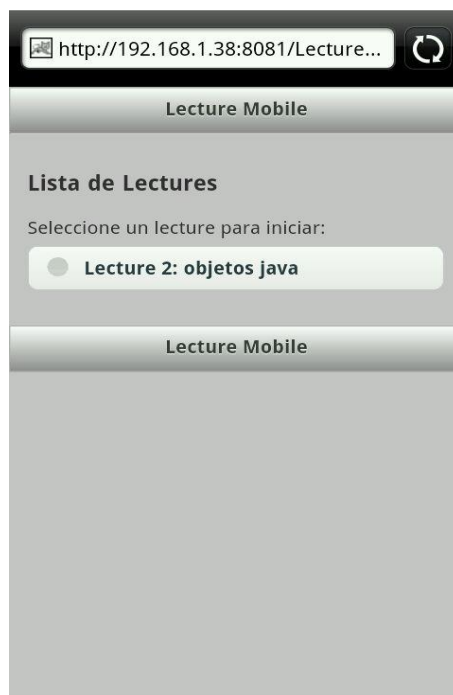 http://192.168.1.38:8081/Lecture...
Lecture Mobile
Lista de Lectures
Seleccione un lecture para iniciar:
Lecture 2: objetos java
Lecture Mobile